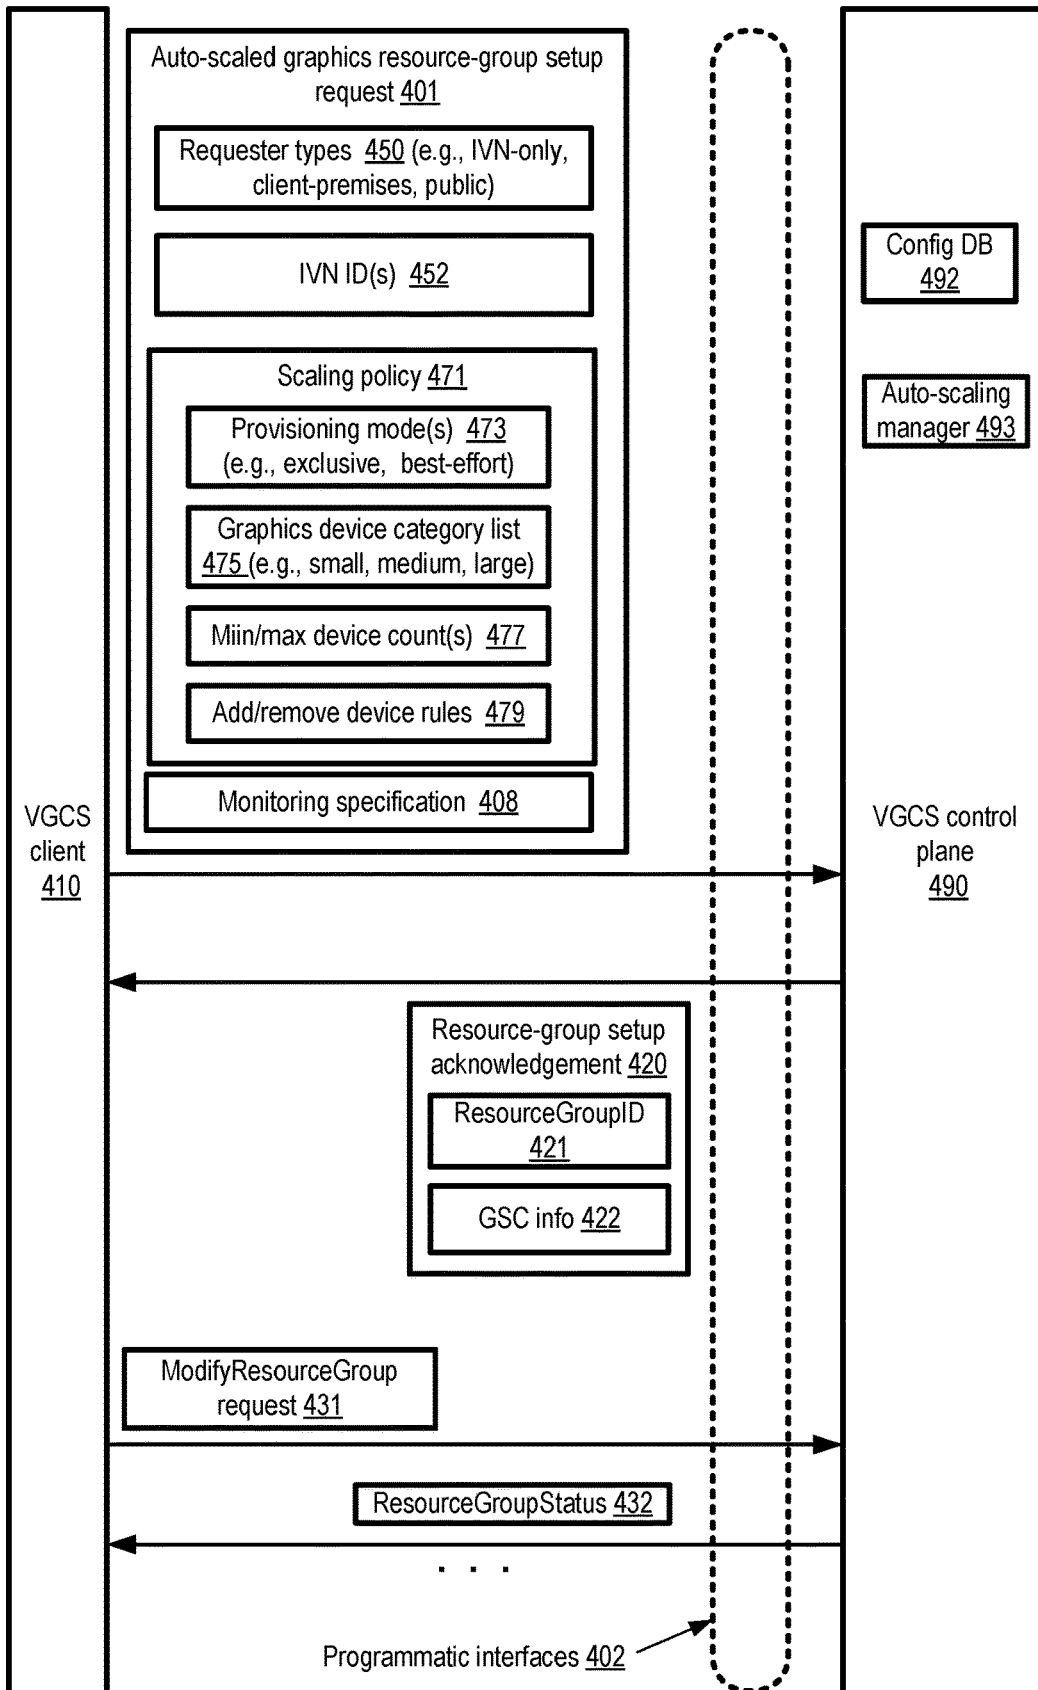 Auto-scaled graphics resource-group setup
request 401
Requester types 450 (e.g., IVN-only,
client-premises, public)
IVN ID(s) 452
Scaling policy 471
Provisioning mode(s) 473
(e.g., exclusive, best-effort)
Graphics device category list
475 (e.g., small, medium, large)
Miin/max device count(s) 477
Add/remove device rules 479
Monitoring specification 408
Config DB
492
Auto-scaling
manager 493
VGCS
client
410
VGCS control
plane
490
Resource-group setup
acknowledgement 420
ResourceGroupID
421
GSC info 422
ModifyResourceGroup
request 431
ResourceGroupStatus 432
. . .
Programmatic interfaces 402